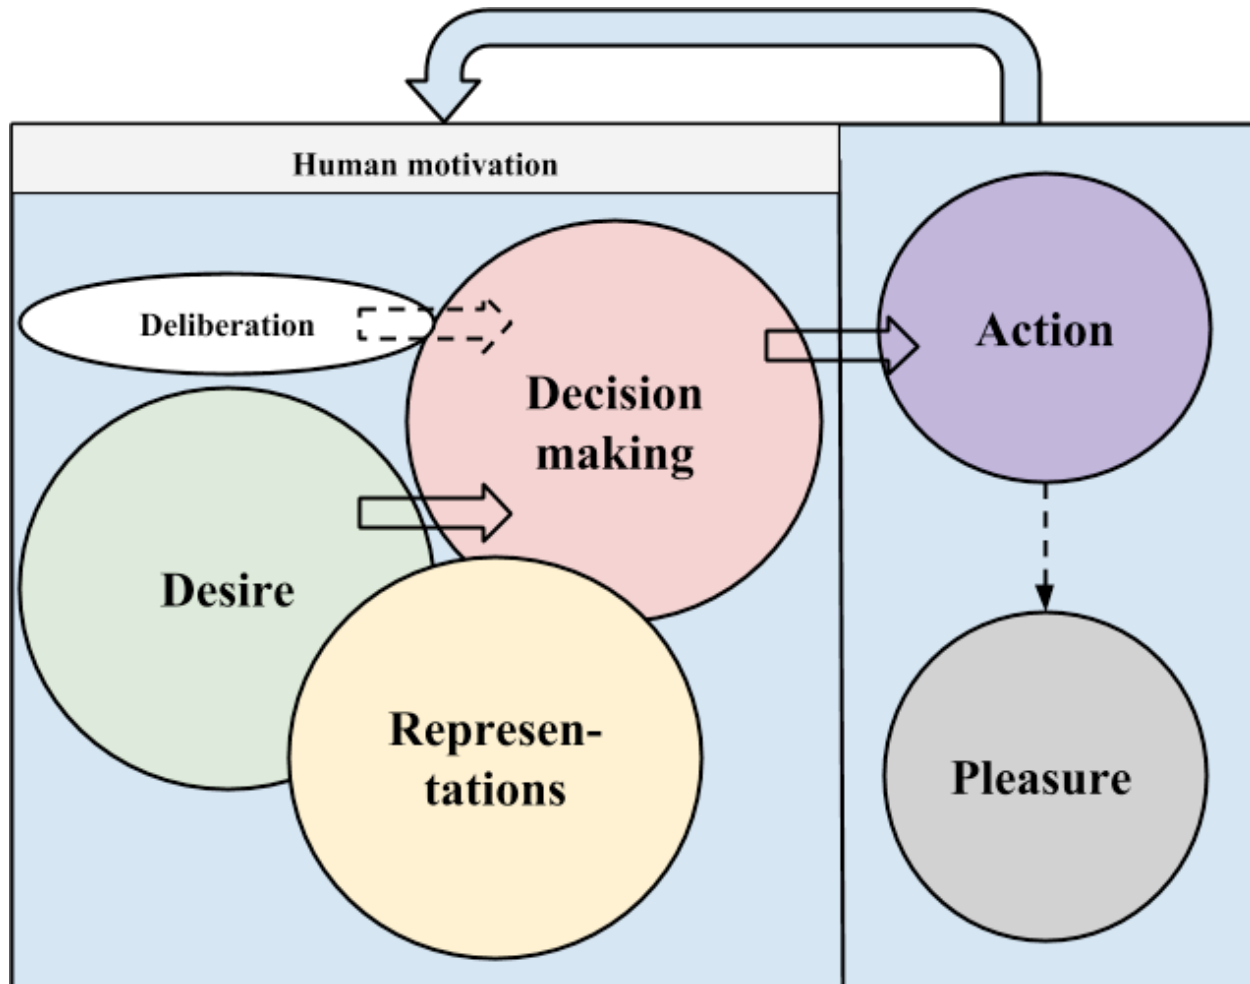 Human motivation
Deliberation
Action
Decision
making
Desire
Represen-
tations
Pleasure